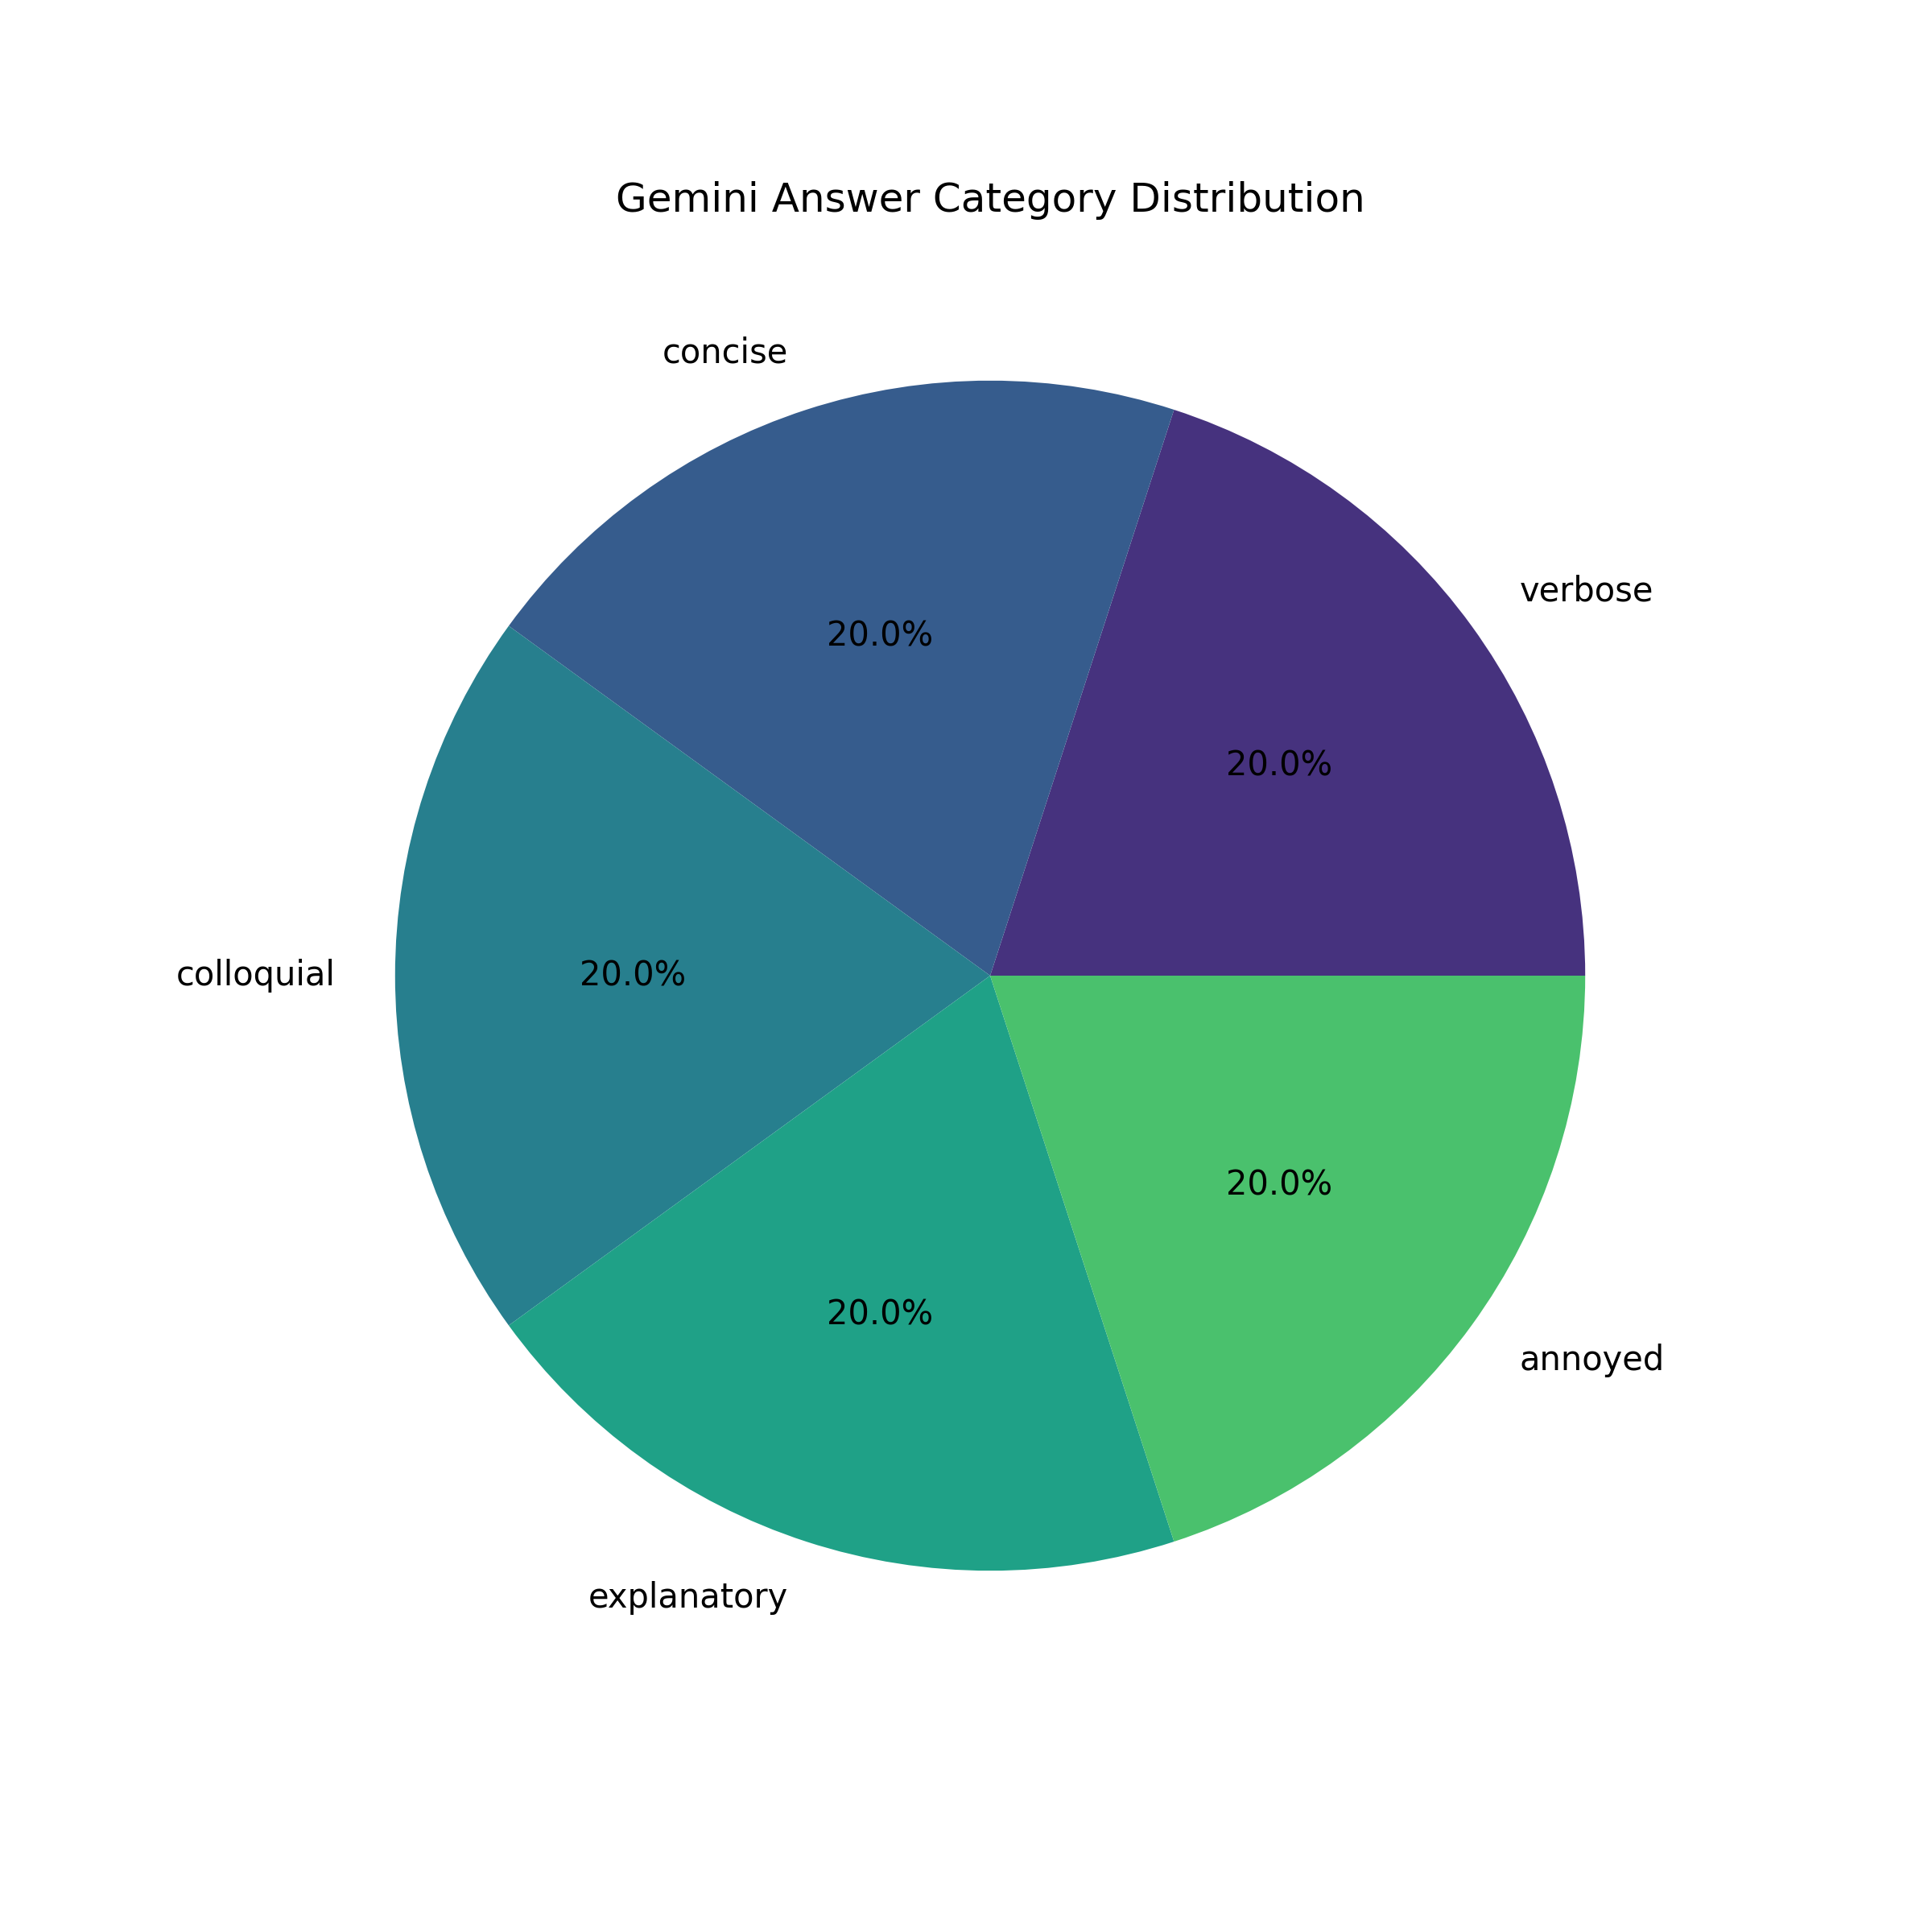 Gemini Answer Category Distribution
concise
verbose
20.0%
20.0%
colloquial
20.0%
20.0%
20.0%
annoyed
explanatory